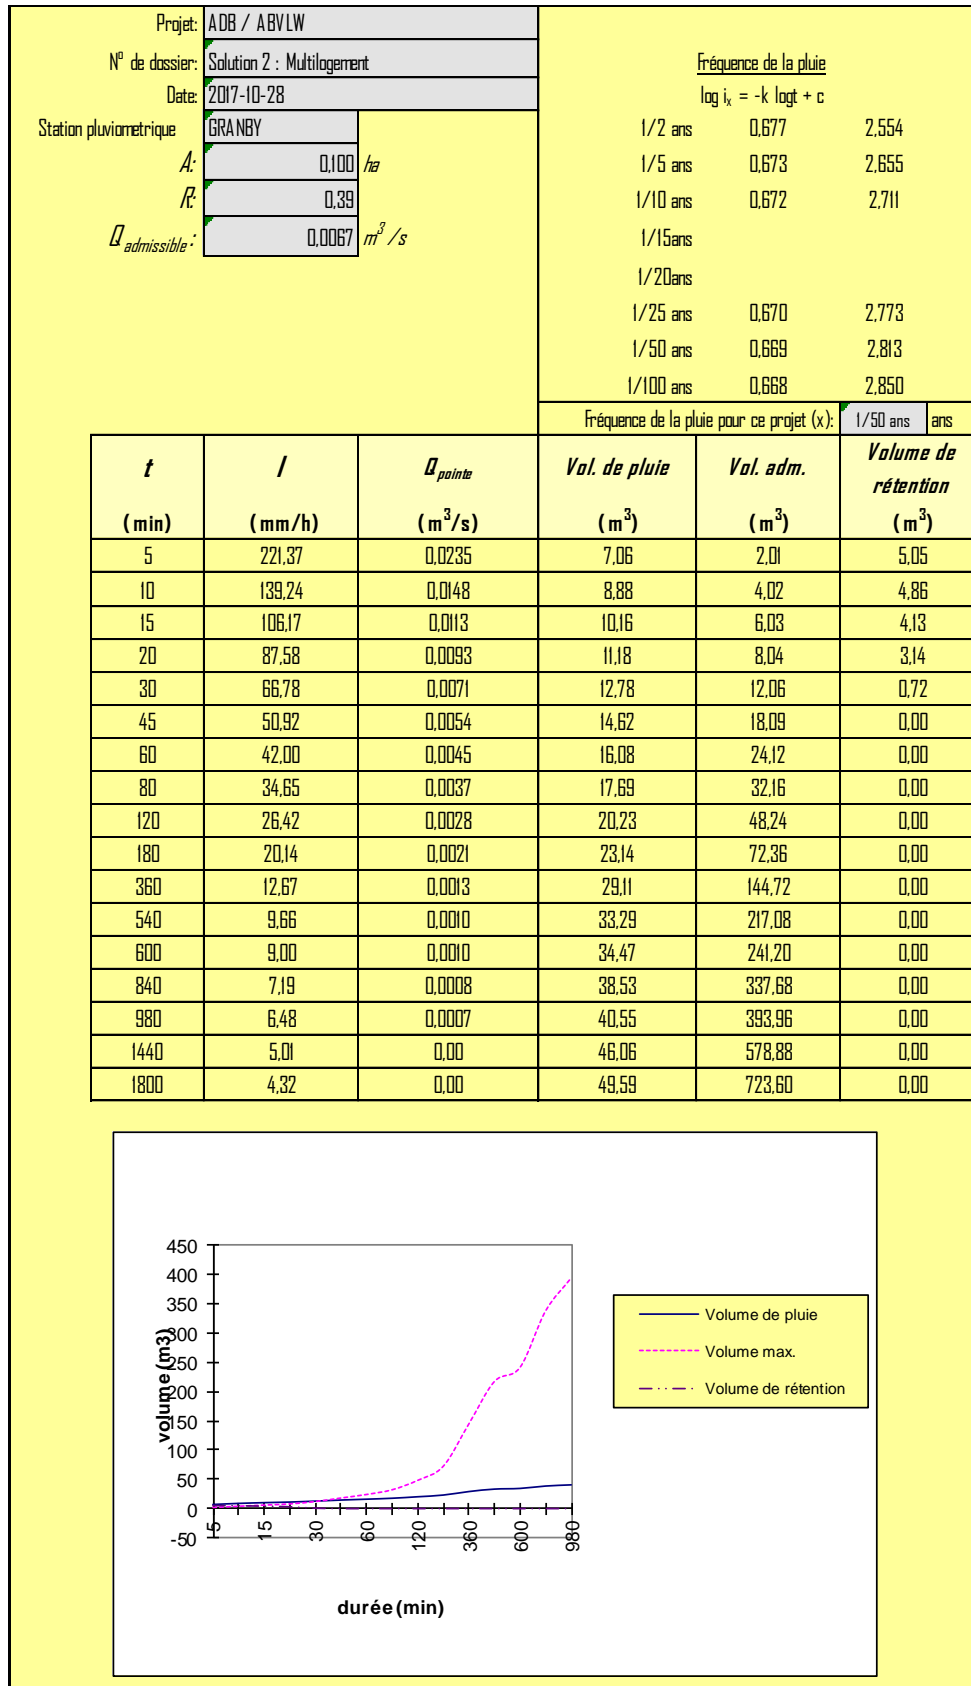 Projet: ADB / ABVLW
N° de dossier: Solution 2 : Multilogement
Date: 2017-10-28
Station pluviometrique GRANBY
A: 0,100 ha
R: 0,39
Q admissible : 0,0067 m³/s
Fréquence de la pluie
log iₓ = -k logt + c
1/2 ans 0,677 2,554
1/5 ans 0,673 2,655
1/10 ans 0,672 2,711
1/15ans
1/20ans
1/25 ans 0,670 2,773
1/50 ans 0,669 2,813
1/100 ans 0,668 2,850
Fréquence de la pluie pour ce projet (x): 1/50 ans ans
t I Q pointe Vol. de pluie Vol. adm. Volume de rétention
(min) (mm/h) (m³/s) (m³) (m³) (m³)
5 221,37 0,0235 7,06 2,01 5,05
10 139,24 0,0148 8,88 4,02 4,86
15 106,17 0,0113 10,16 6,03 4,13
20 87,58 0,0093 11,18 8,04 3,14
30 66,78 0,0071 12,78 12,06 0,72
45 50,92 0,0054 14,62 18,09 0,00
60 42,00 0,0045 16,08 24,12 0,00
80 34,65 0,0037 17,69 32,16 0,00
120 26,42 0,0028 20,23 48,24 0,00
180 20,14 0,0021 23,14 72,36 0,00
360 12,67 0,0013 29,11 144,72 0,00
540 9,66 0,0010 33,29 217,08 0,00
600 9,00 0,0010 34,47 241,20 0,00
840 7,19 0,0008 38,53 337,68 0,00
980 6,48 0,0007 40,55 393,96 0,00
1440 5,01 0,00 46,06 578,88 0,00
1800 4,32 0,00 49,59 723,60 0,00
450
400
350
300
250
200
150
100
50
0
-50
volume (m3)
5 15 30 60 120 360 600 980
durée (min)
Volume de pluie
Volume max.
Volume de rétention